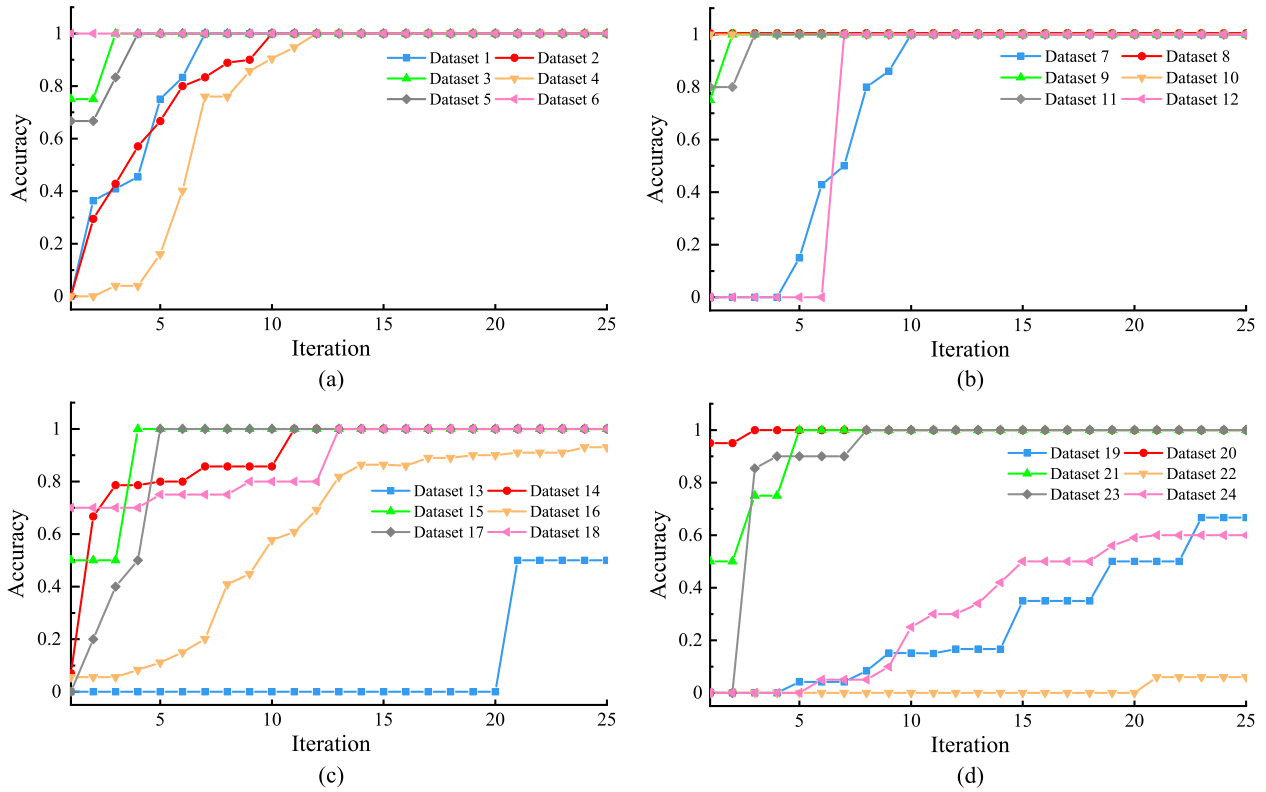 1
0.8
0.6
0.4
0.2
0
Accuracy
5 10 15 20 25
Iteration
Dataset 1 Dataset 2
Dataset 3 Dataset 4
Dataset 5 Dataset 6
(a)
1
0.8
0.6
0.4
0.2
0
Accuracy
5 10 15 20 25
Iteration
Dataset 7 Dataset 8
Dataset 9 Dataset 10
Dataset 11 Dataset 12
(b)
1
0.8
0.6
0.4
0.2
0
Accuracy
5 10 15 20 25
Iteration
Dataset 13 Dataset 14
Dataset 15 Dataset 16
Dataset 17 Dataset 18
(c)
1
0.8
0.6
0.4
0.2
0
Accuracy
5 10 15 20 25
Iteration
Dataset 19 Dataset 20
Dataset 21 Dataset 22
Dataset 23 Dataset 24
(d)